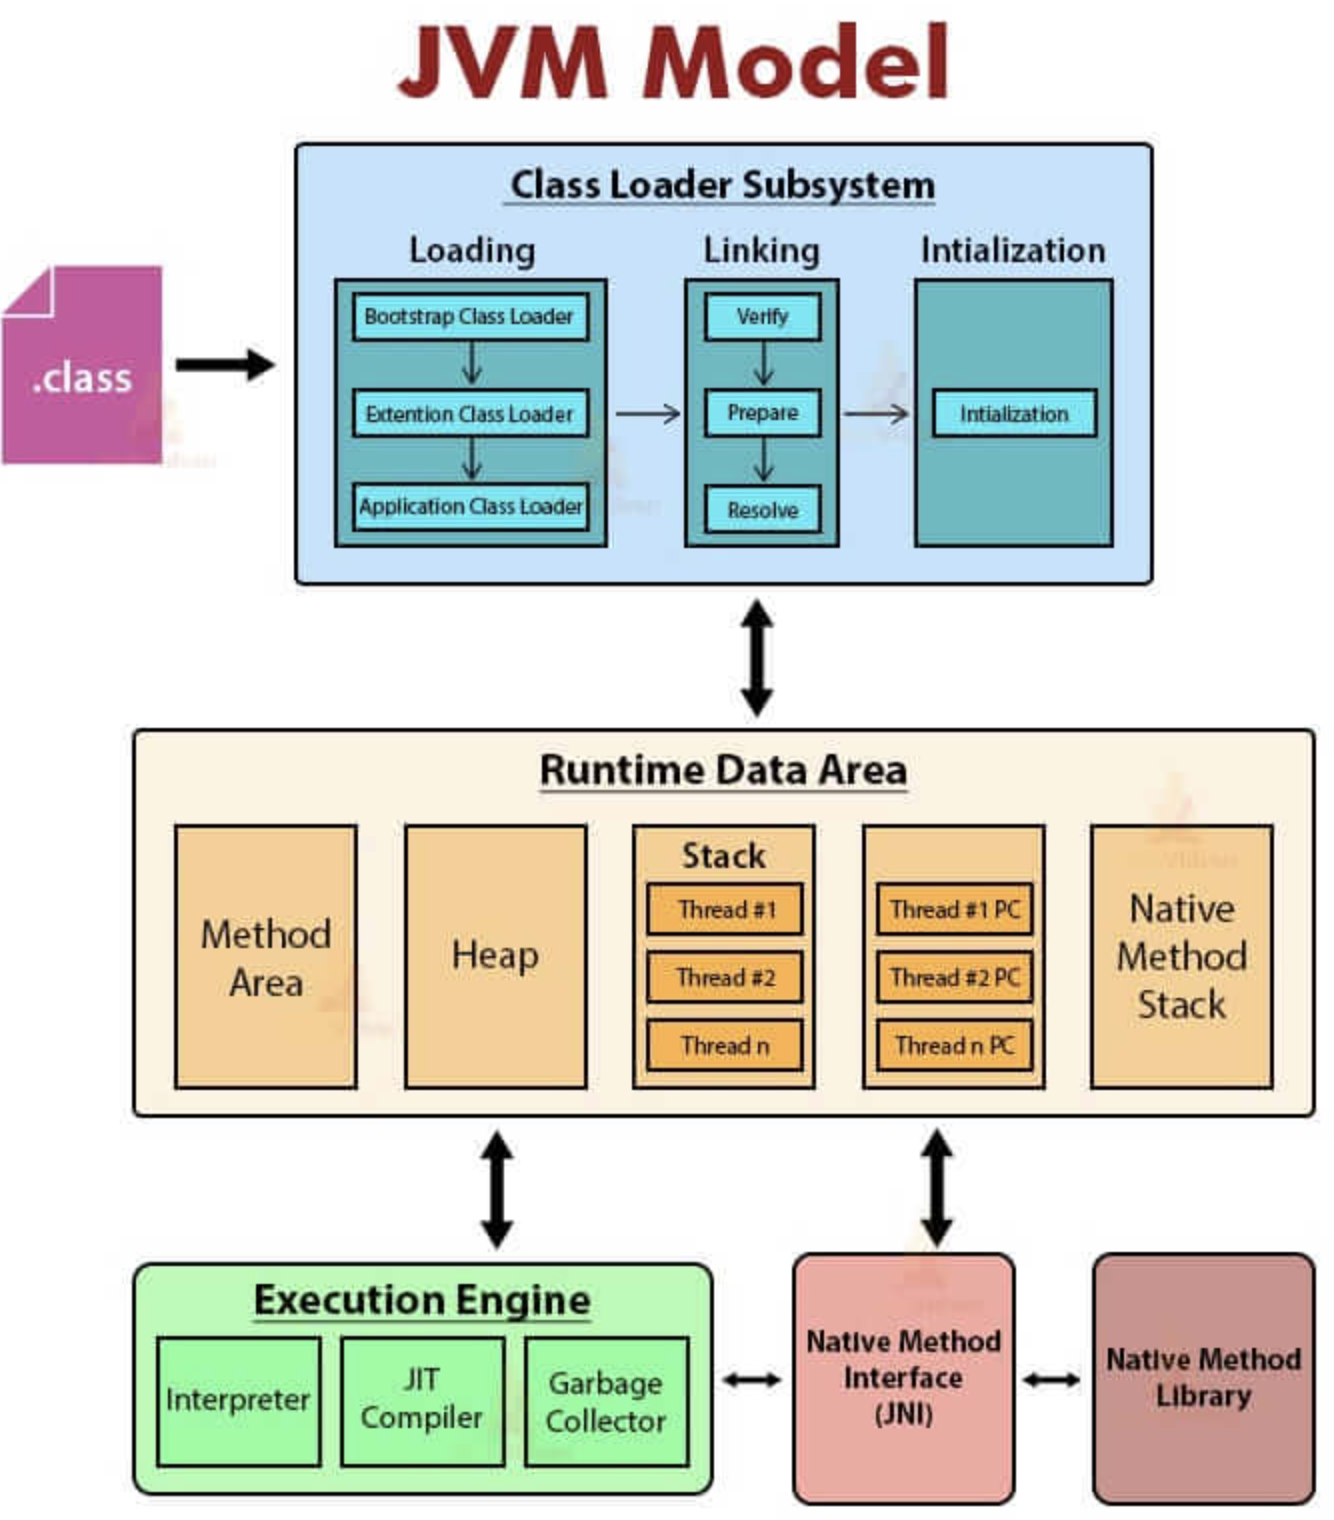 JVM Model
Class Loader Subsystem
Loading
Linking
Intialization
.class
Bootstrap Class Loader
Extention Class Loader
Application Class Loader
Verify
Prepare
Resolve
Intialization
Runtime Data Area
Method
Area
Heap
Stack
Thread #1
Thread #2
Thread n
Thread #1 PC
Thread #2 PC
Thread n PC
Native
Method
Stack
Execution Engine
Interpreter
JIT
Compiler
Garbage
Collector
Native Method
Interface
(JNI)
Native Method
Library